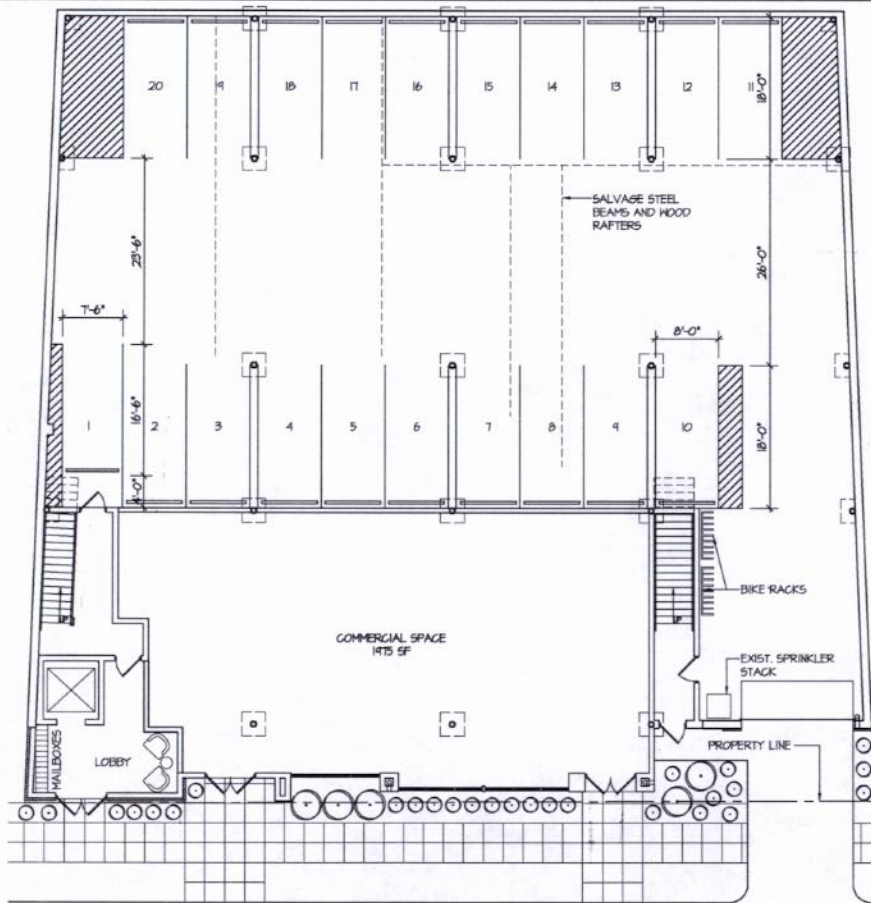 20 9 18 17 16 15 14 13 12 11
18'-0"
SALVAGE STEEL
BEAMS AND WOOD
RAFTERS
23'-6"
26'-0"
7'-6"
8'-0"
16'-6"
1 2 3 4 5 6 7 8 9 10
18'-0"
4'-0"
BIKE RACKS
COMMERCIAL SPACE
1975 SF
EXIST. SPRINKLER
STACK
MAILBOXES
LOBBY
PROPERTY LINE